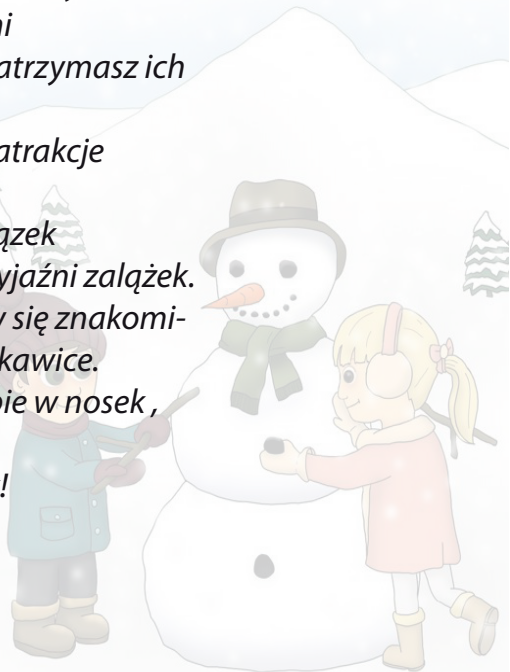 ni
atrzymasz ich
atrakcje
ązek
yjaźni zalążek.
y się znakomi-
kawice.
bie w nosek ,
!